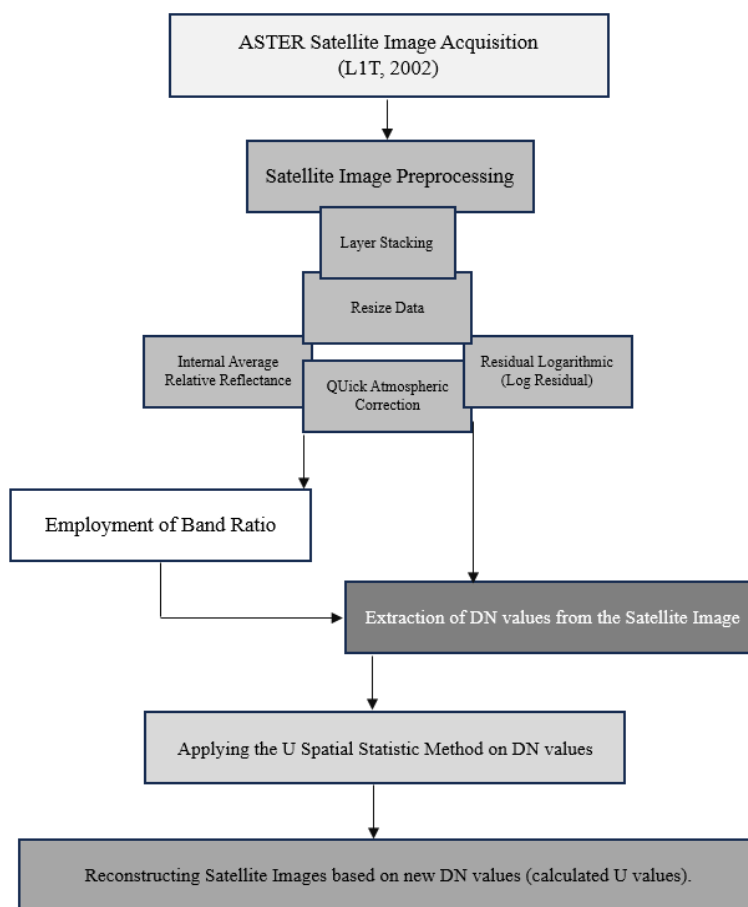 ASTER Satellite Image Acquisition
(L1T, 2002)
Satellite Image Preprocessing
Layer Stacking
Resize Data
Internal Average
Relative Reflectance
QUick Atmospheric
Correction
Residual Logarithmic
(Log Residual)
Employment of Band Ratio
Extraction of DN values from the Satellite Image
Applying the U Spatial Statistic Method on DN values
Reconstructing Satellite Images based on new DN values (calculated U values).